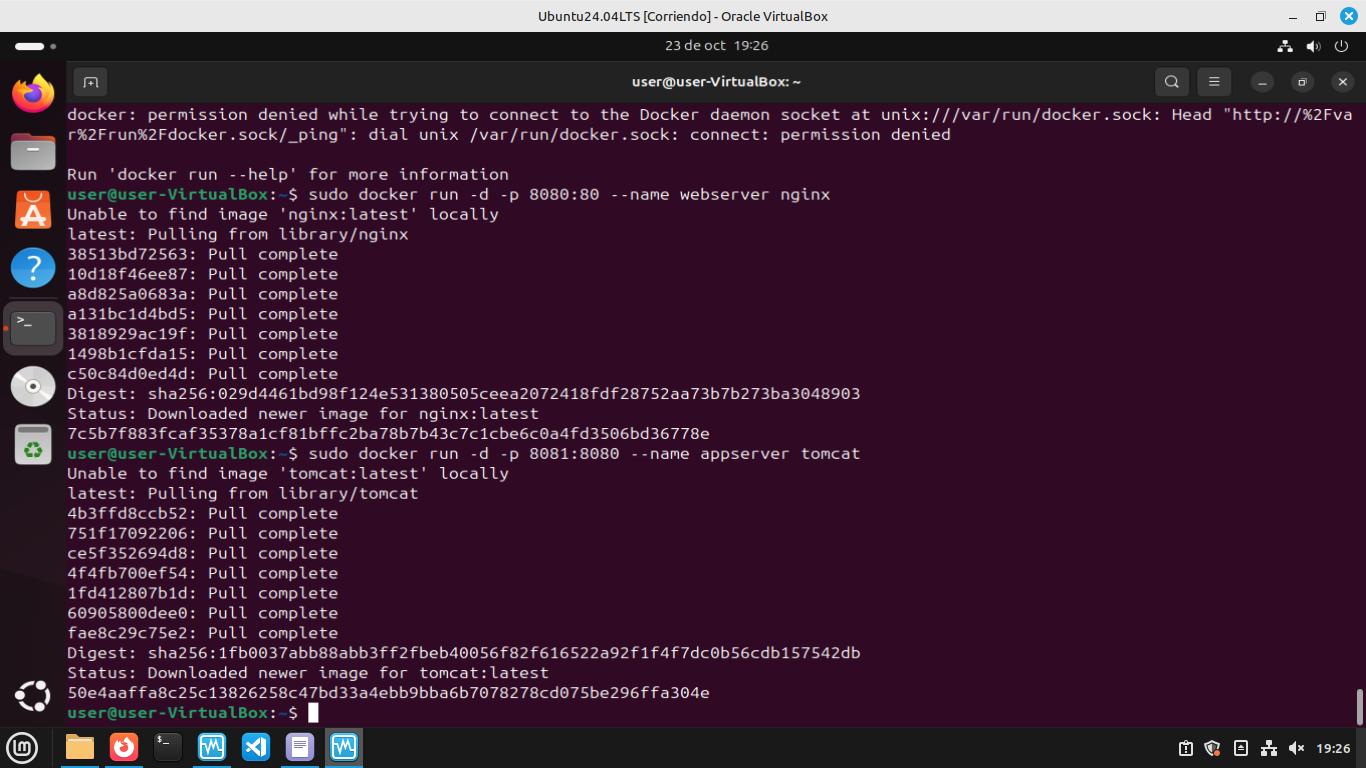 Ubuntu24.04LTS [Corriendo] - Oracle VirtualBox
23 de oct 19:26
user@user-VirtualBox: ~
docker: permission denied while trying to connect to the Docker daemon socket at unix:///var/run/docker.sock: Head "http://%2Fva
r%2Frun%2Fdocker.sock/_ping": dial unix /var/run/docker.sock: connect: permission denied
Run 'docker run --help' for more information
user@user-VirtualBox:~$ sudo docker run -d -p 8080:80 --name webserver nginx
Unable to find image 'nginx:latest' locally
latest: Pulling from library/nginx
38513bd72563: Pull complete
10d18f46ee87: Pull complete
a8d825a0683a: Pull complete
a131bc1d4bd5: Pull complete
3818929ac19f: Pull complete
1498b1cfda15: Pull complete
c50c84d0ed4d: Pull complete
Digest: sha256:029d4461bd98f124e531380505ceea2072418fdf28752aa73b7b273ba3048903
Status: Downloaded newer image for nginx:latest
7c5b7f883fcaf35378a1cf81bffc2ba78b7b43c7c1cbe6c0a4fd3506bd36778e
user@user-VirtualBox:~$ sudo docker run -d -p 8081:8080 --name appserver tomcat
Unable to find image 'tomcat:latest' locally
latest: Pulling from library/tomcat
4b3ffd8ccb52: Pull complete
751f17092206: Pull complete
ce5f352694d8: Pull complete
4f4fb700ef54: Pull complete
1fd412807b1d: Pull complete
60905800dee0: Pull complete
fae8c29c75e2: Pull complete
Digest: sha256:1fb0037abb88abb3ff2fbeb40056f82f616522a92f1f4f7dc0b56cdb157542db
Status: Downloaded newer image for tomcat:latest
50e4aaffa8c25c13826258c47bd33a4ebb9bba6b7078278cd075be296ffa304e
user@user-VirtualBox:~$
19:26